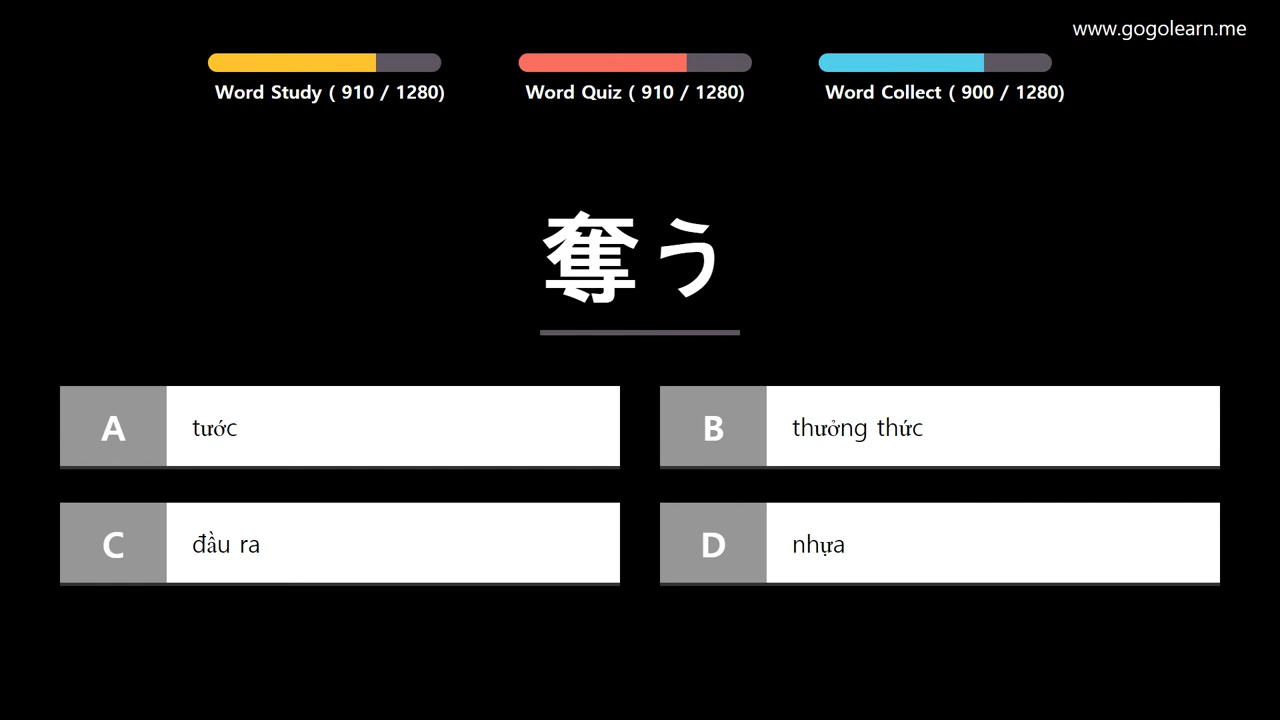 www.gogolearn.me
Word Study ( 910 / 1280)
Word Quiz ( 910 / 1280)
Word Collect ( 900 / 1280)
奪う
A tước
B thưởng thức
C đầu ra
D nhựa